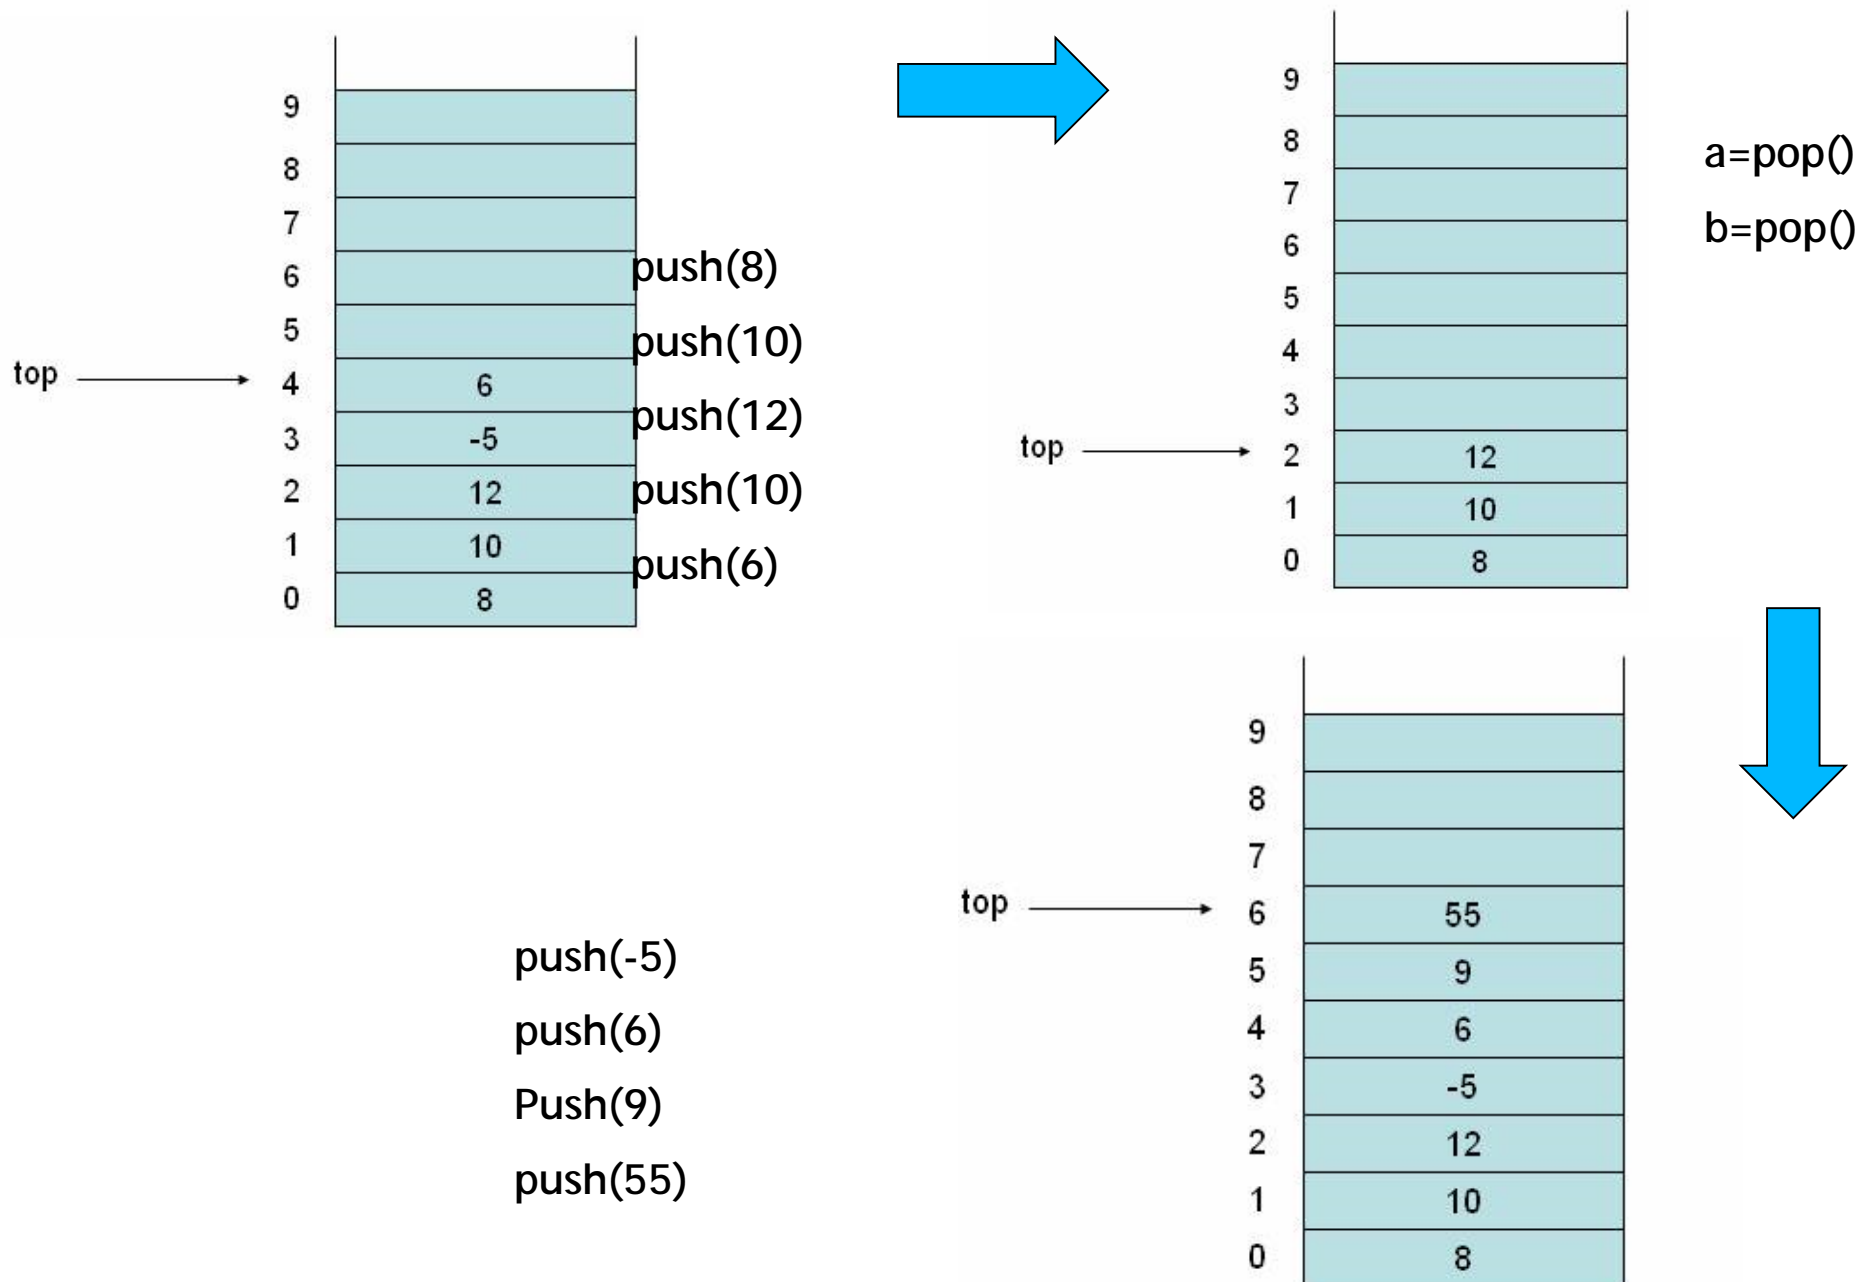 9
8
7
6 push(8)
5 push(10)
top 4 6
3 -5 push(12)
2 12 push(10)
1 10 push(6)
0 8
9
8 a=pop()
7
6 b=pop()
5
4
3
top 2 12
1 10
0 8
push(-5)
push(6)
Push(9)
push(55)
9
8
7
top 6 55
5 9
4 6
3 -5
2 12
1 10
0 8